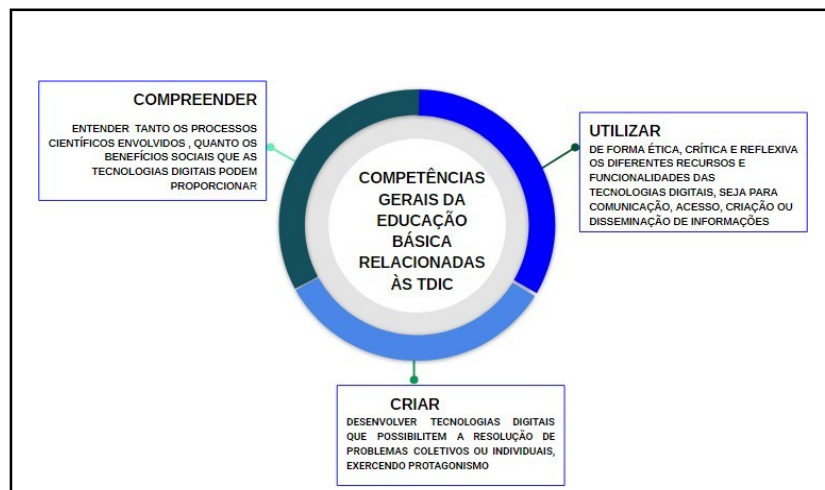 COMPREENDER
ENTENDER TANTO OS PROCESSOS
CIENTÍFICOS ENVOLVIDOS , QUANTO OS
BENEFÍCIOS SOCIAIS QUE AS
TECNOLOGIAS DIGITAIS PODEM
PROPORCIONAR
COMPETÊNCIAS
GERAIS DA
EDUCAÇÃO
BÁSICA
RELACIONADAS
ÀS TDIC
UTILIZAR
DE FORMA ÉTICA, CRÍTICA E REFLEXIVA
OS DIFERENTES RECURSOS E
FUNCIONALIDADES DAS
TECNOLOGIAS DIGITAIS, SEJA PARA
COMUNICAÇÃO, ACESSO, CRIAÇÃO OU
DISSEMINAÇÃO DE INFORMAÇÕES
CRIAR
DESENVOLVER TECNOLOGIAS DIGITAIS
QUE POSSIBILITEM A RESOLUÇÃO DE
PROBLEMAS COLETIVOS OU INDIVIDUAIS,
EXERCENDO PROTAGONISMO